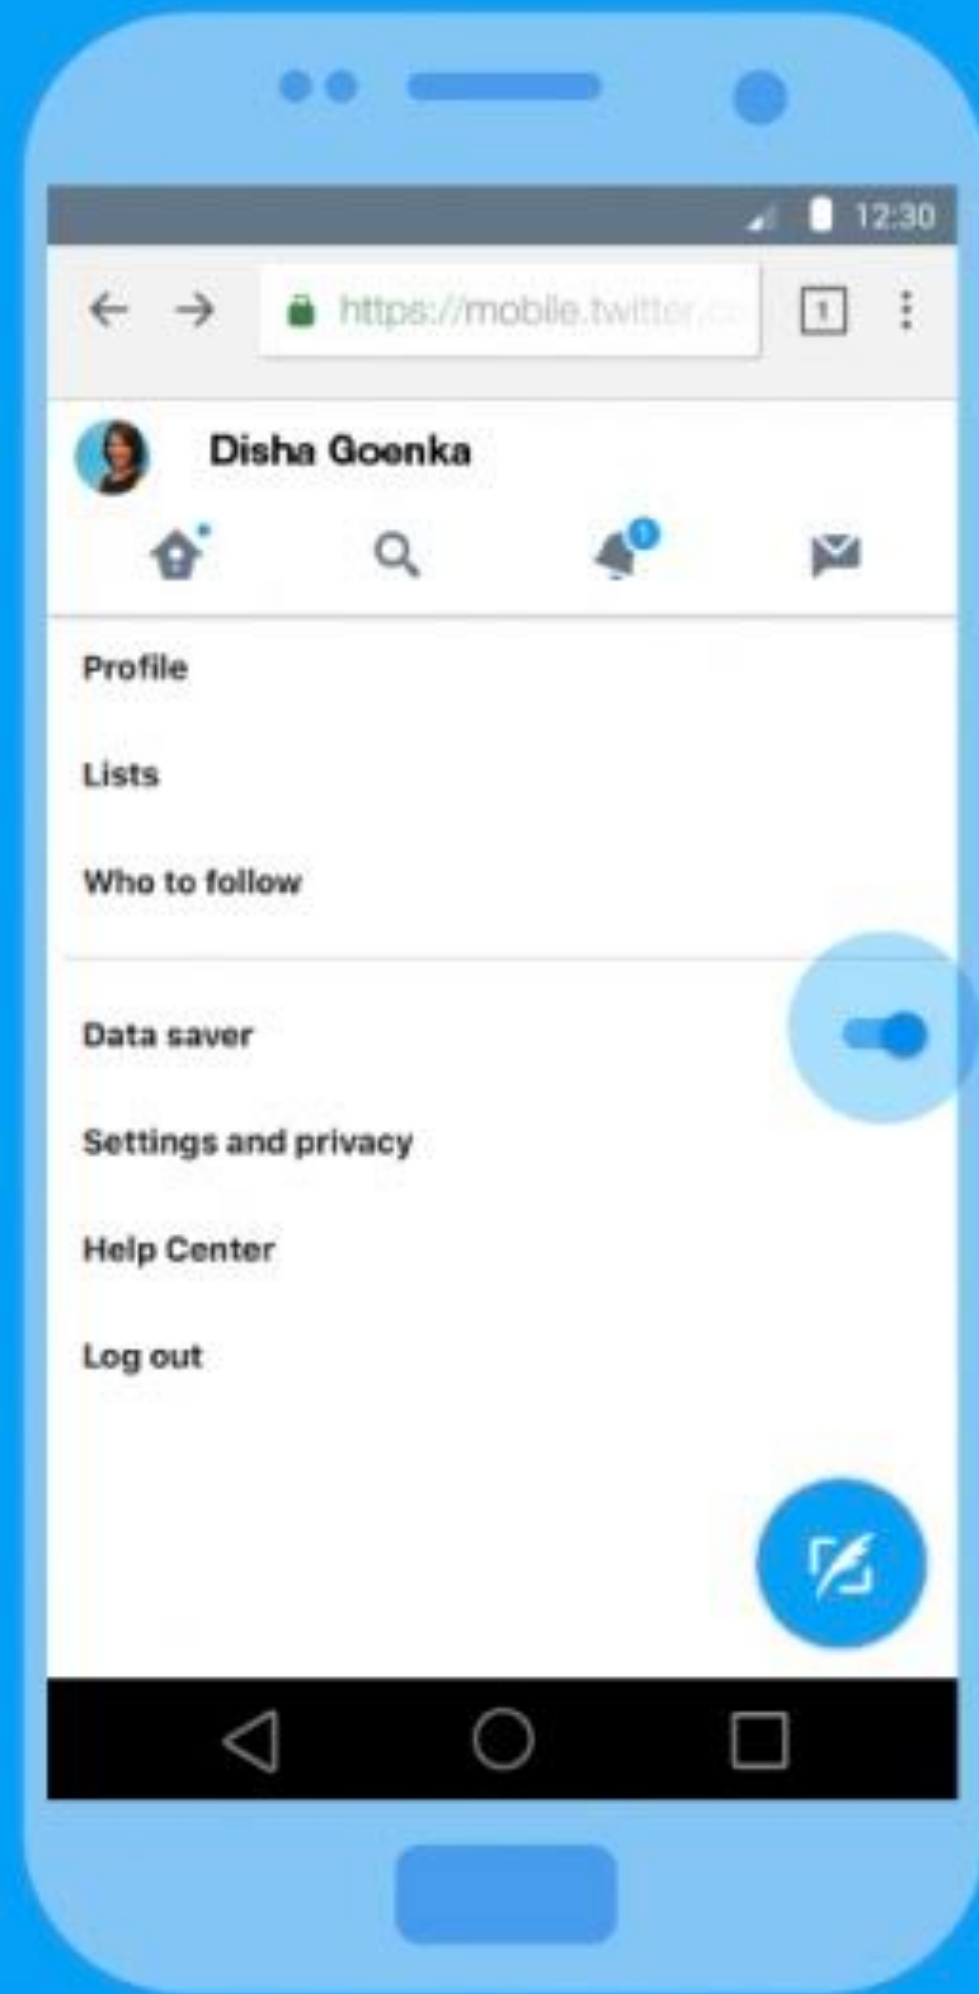 12:30
https://mobile.twitter.c
1
Disha Goenka
1
Profile
Lists
Who to follow
Data saver
Settings and privacy
Help Center
Log out